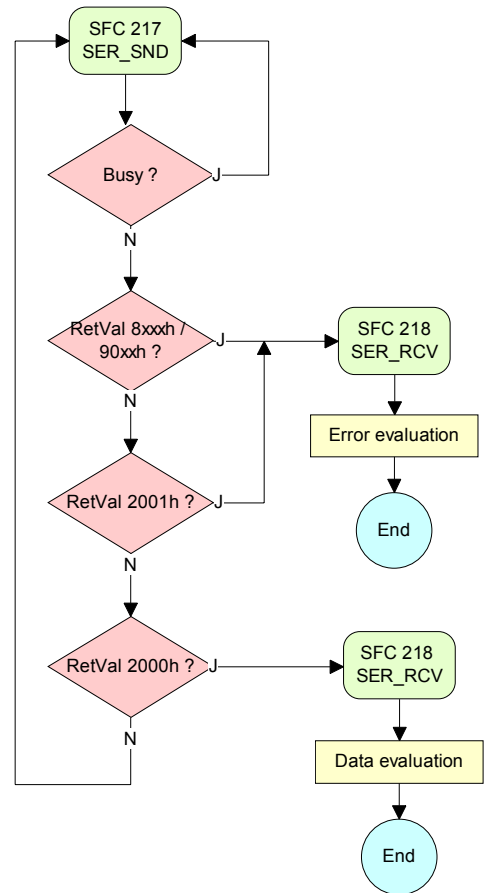 SFC 217
SER_SND
Busy ?
J
N
RetVal 8xxxh /
90xxh ?
J
SFC 218
SER_RCV
N
Error evaluation
RetVal 2001h ?
J
End
N
RetVal 2000h ?
J
SFC 218
SER_RCV
N
Data evaluation
End